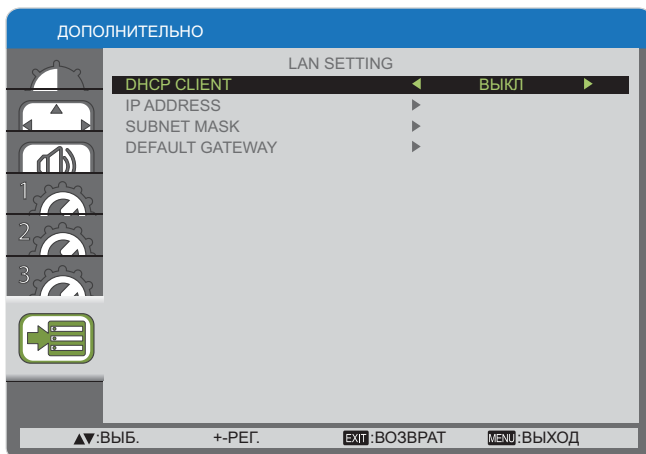 ДОПОЛНИТЕЛЬНО
LAN SETTING
DHCP CLIENT ВЫКЛ
IP ADDRESS
SUBNET MASK
DEFAULT GATEWAY
1
2
3
▲▼:ВЫБ. +-РЕГ. EXIT:ВОЗВРАТ MENU:ВЫХОД